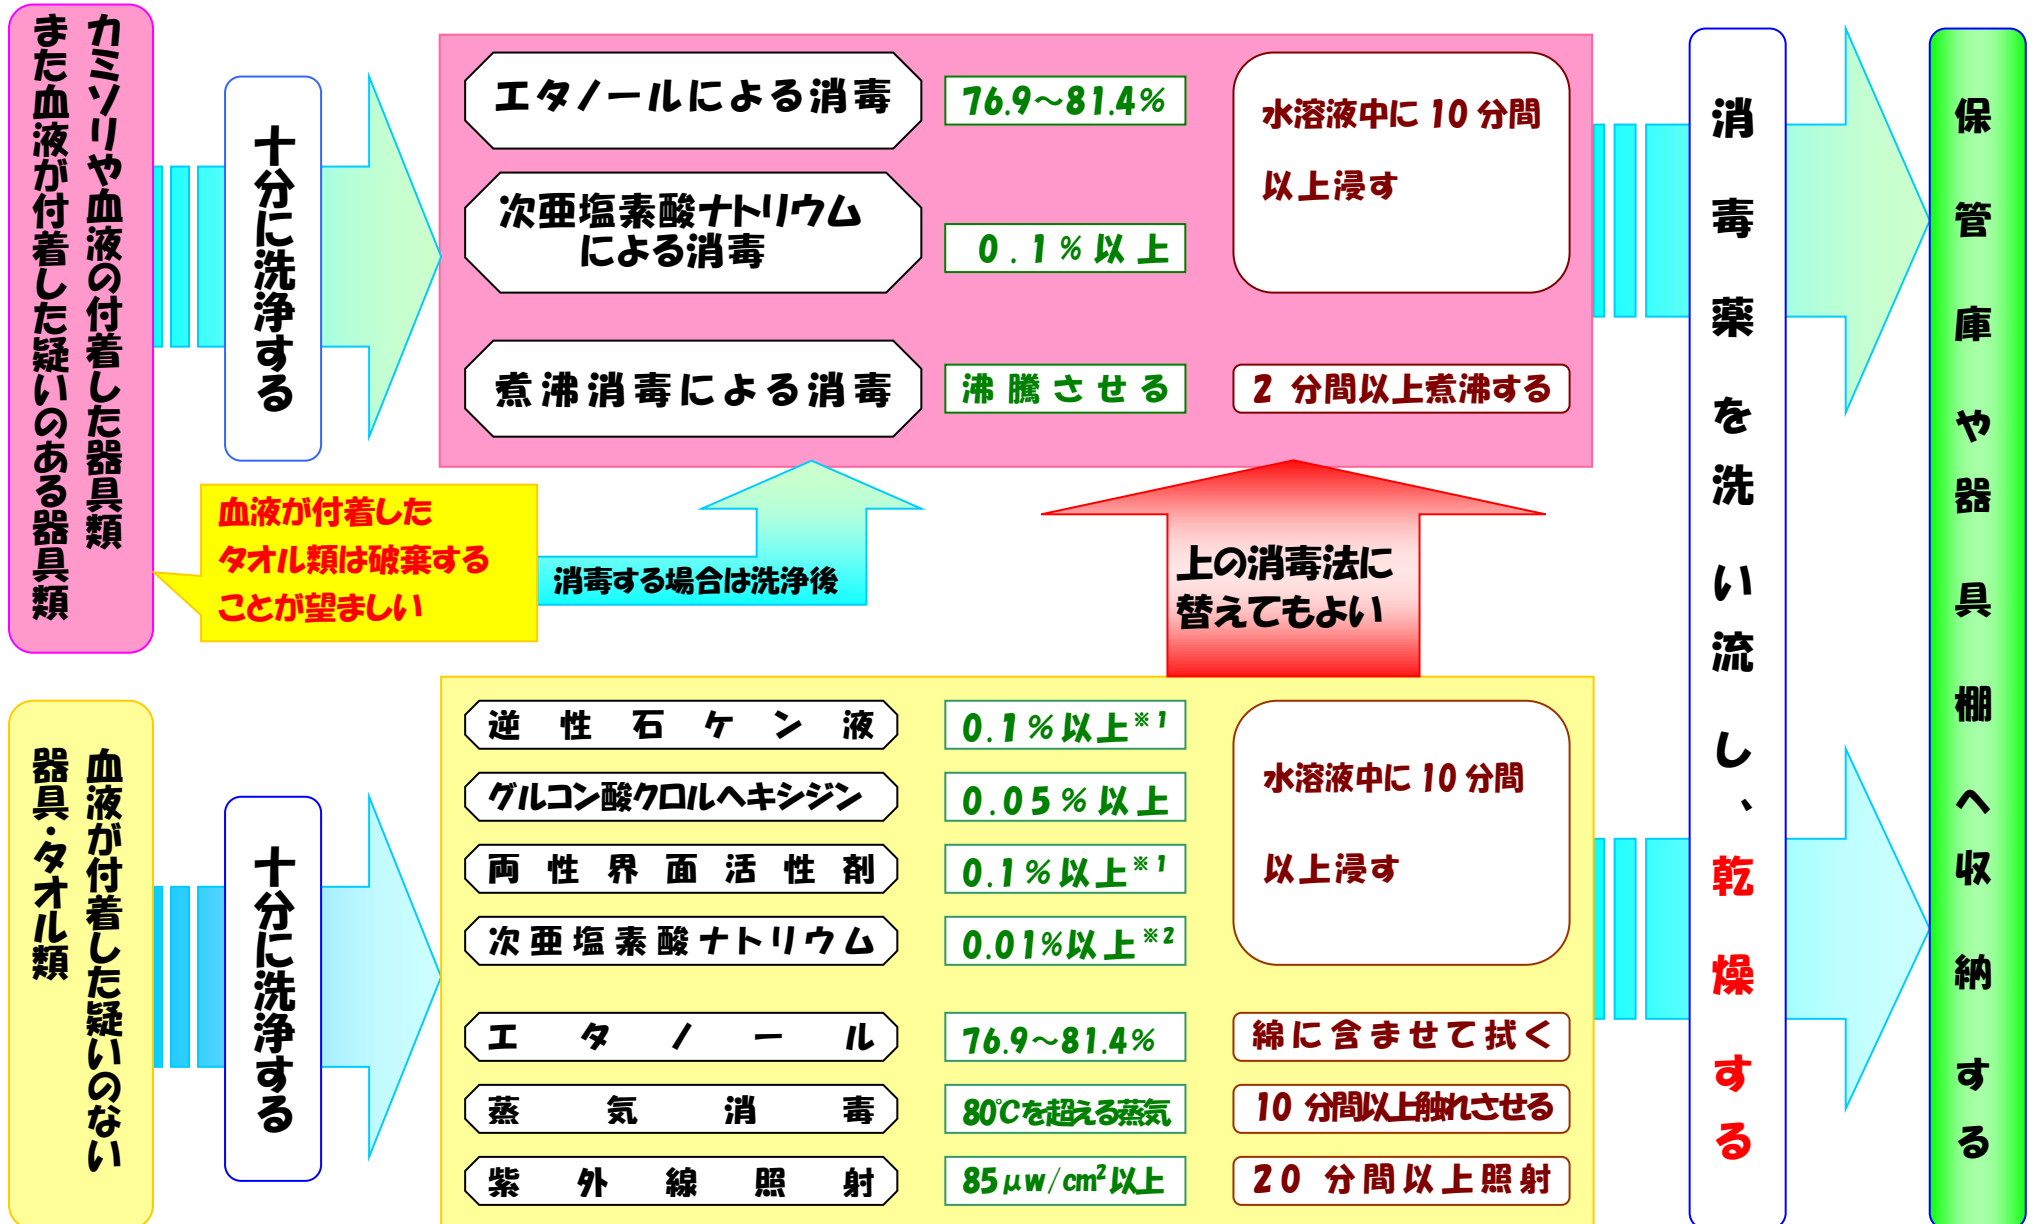 カミソリや血液の付着した器具類
また血液が付着した疑いのある器具類
十分に洗浄する
エタノールによる消毒
76.9～81.4%
水溶液中に10分間
以上浸す
次亜塩素酸ナトリウム
による消毒
0.1%以上
煮沸消毒による消毒
沸騰させる
2分間以上煮沸する
血液が付着した
タオル類は破棄する
ことが望ましい
消毒する場合は洗浄後
上の消毒法に
替えてもよい
血液が付着した疑いのない
器具・タオル類
十分に洗浄する
逆性石ケン液
0.1%以上※1
水溶液中に10分間
以上浸す
グルコン酸クロルヘキシジン
0.05%以上
両性界面活性剤
0.1%以上※1
次亜塩素酸ナトリウム
0.01%以上※2
エタノール
76.9～81.4%
綿に含ませて拭く
蒸気消毒
80℃を超える蒸気
10分間以上触れさせる
紫外線照射
85μw/cm²以上
20分間以上照射
消毒薬を洗い流し、乾燥する
保管庫や器具棚へ収納する